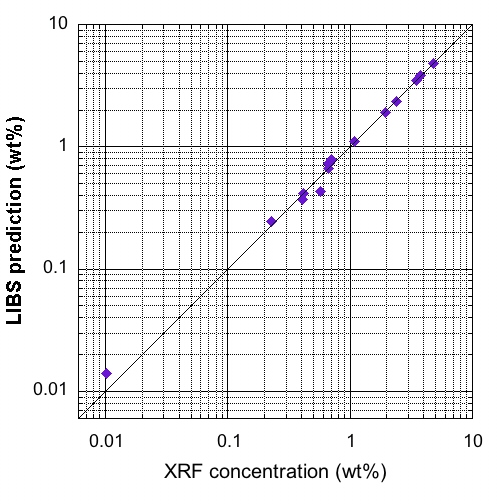 10
1
0.1
0.01
LIBS prediction (wt%)
0.01 0.1 1 10
XRF concentration (wt%)